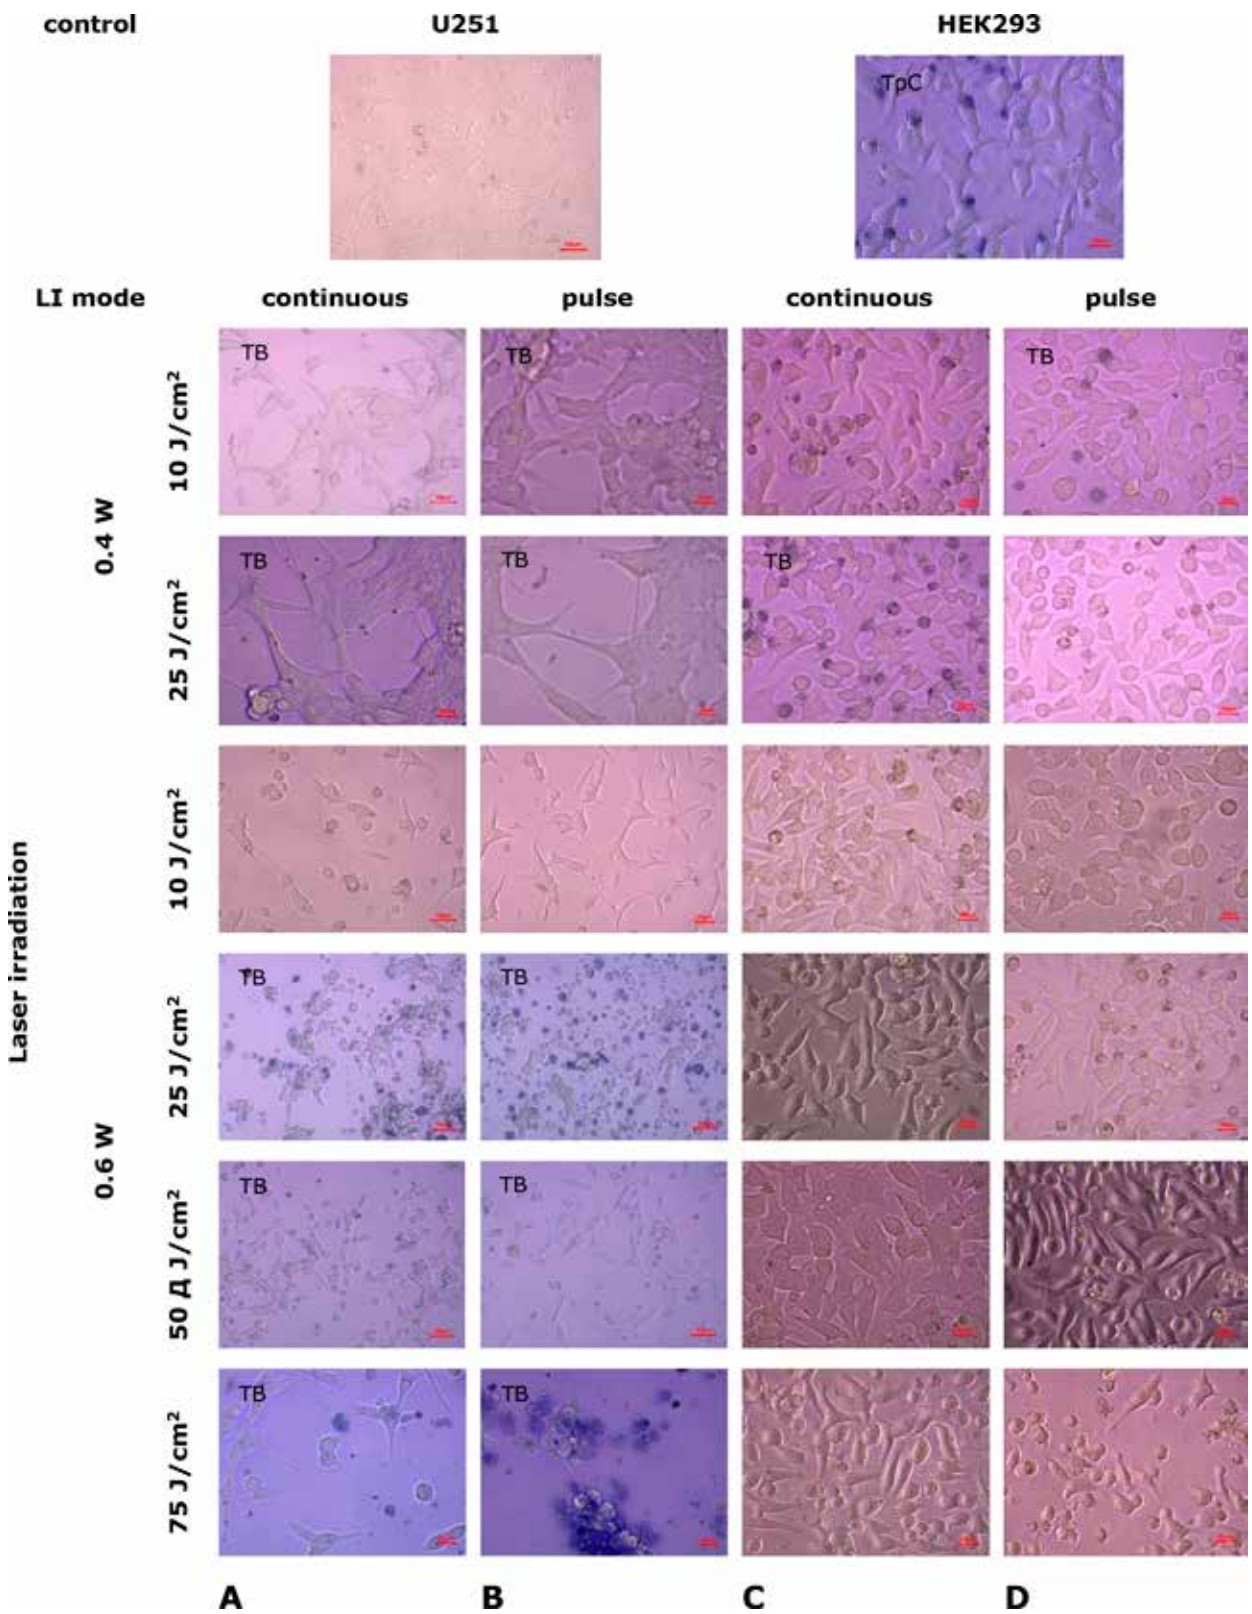 control U251 HEK293
TpC
LI mode continuous pulse continuous pulse
Laser irradiation
0.4 W
10 J/cm²
TB TB TB
25 J/cm²
TB TB TB
0.6 W
10 J/cm²
25 J/cm²
TB TB
50 Д J/cm²
TB TB
75 J/cm²
TB TB
A B C D